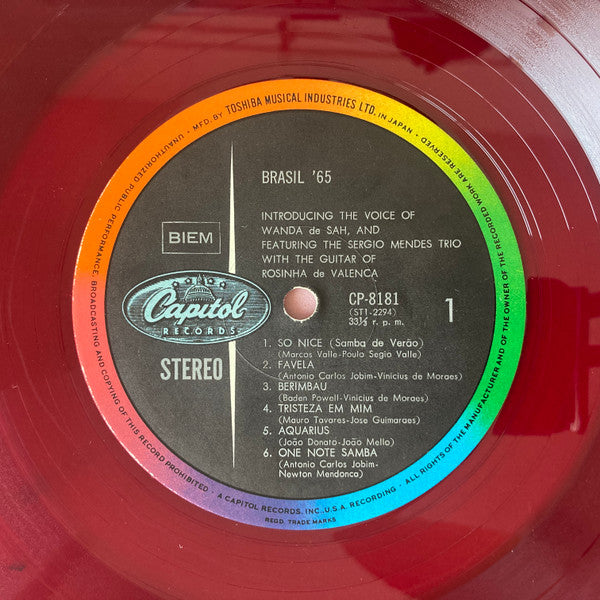 MFD. BY TOSHIBA MUSICAL INDUSTRIES LTD. IN JAPAN · ALL RIGHTS OF THE MANUFACTURER AND OF THE OWNER OF THE RECORDED WORK ARE RESERVED
UNAUTHORIZED PUBLIC PERFORMANCE, BROADCASTING AND COPYING OF THIS RECORD PROHIBITED
BRASIL '65
INTRODUCING THE VOICE OF
WANDA de SAH, AND
FEATURING THE SERGIO MENDES TRIO
WITH THE GUITAR OF
ROSINHA de VALENCA
BIEM
Capitol
RECORDS
STEREO
CP-8181
(ST1-2294)
33⅓ r. p. m.
1
1. SO NICE (Samba de Verão)
(Marcas Valle-Poulo Segio Valle)
2. FAVELA
(Antonio Carlos Jobim-Vinicius de Moraes)
3. BERIMBAU
(Baden Powell-Vinicius de Moraes)
4. TRISTEZA EM MIM
(Mauro Tavares-Jose Guimaraes)
5. AQUARIUS
(João Donato-João Mello)
6. ONE NOTE SAMBA
(Antonio Carlos Jobim-
Newton Mendonca)
· A CAPITOL RECORDS, INC., U.S.A. RECORDING ·
REGD. TRADE MARKS